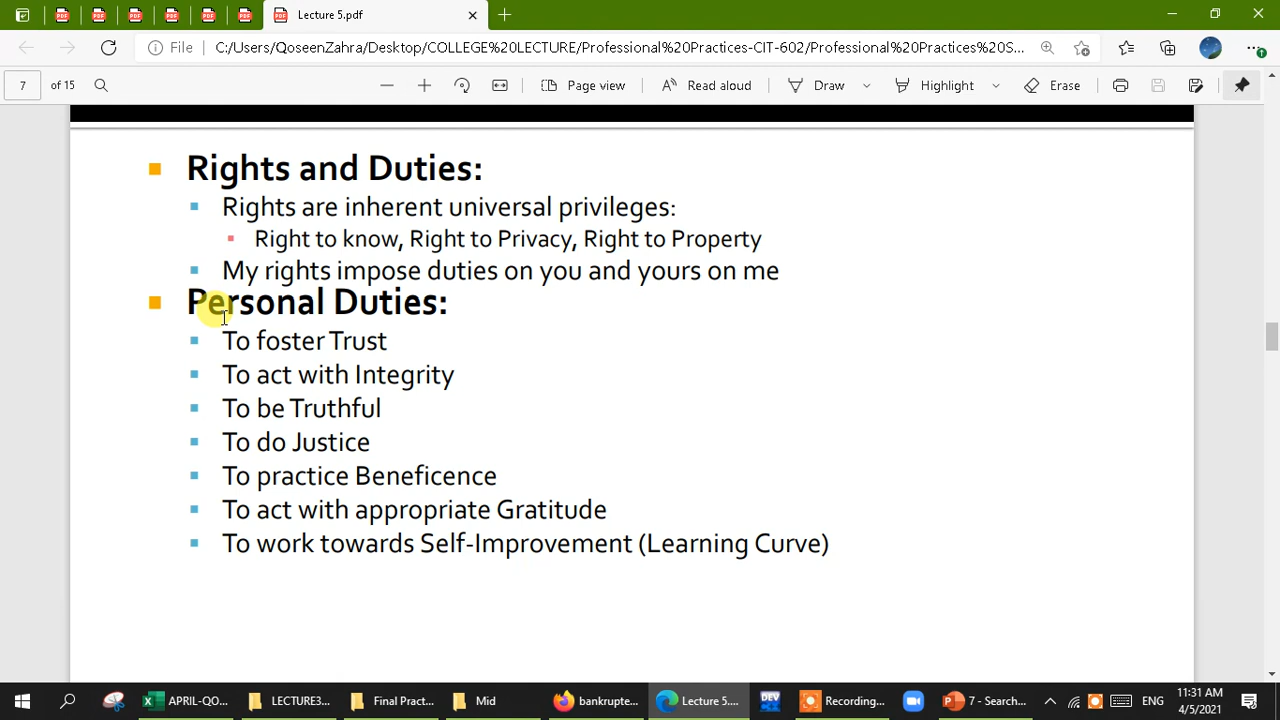 Lecture 5.pdf
File C:/Users/QoseenZahra/Desktop/COLLEGE%20LECTURE/Professional%20Practices-CIT-602/Professional%20Practices%20S...
7 of 15 Page view Read aloud Draw Highlight Erase
Rights and Duties:
Rights are inherent universal privileges:
Right to know, Right to Privacy, Right to Property
My rights impose duties on you and yours on me
Personal Duties:
To foster Trust
To act with Integrity
To be Truthful
To do Justice
To practice Beneficence
To act with appropriate Gratitude
To work towards Self-Improvement (Learning Curve)
APRIL-QO... LECTURE3... Final Pract... Mid bankrupte... Lecture 5.... DEV Recording... 7 - Search... ENG 11:31 AM
4/5/2021